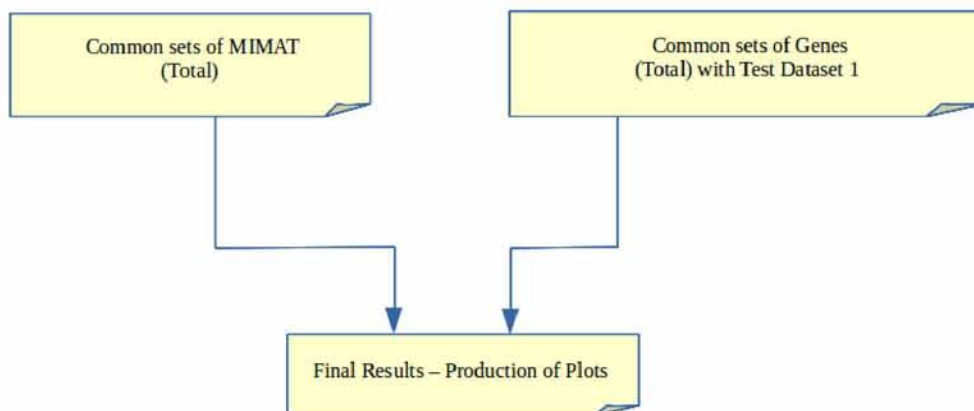 Common sets of MIMAT
(Total)
Common sets of Genes
(Total) with Test Dataset 1
Final Results – Production of Plots